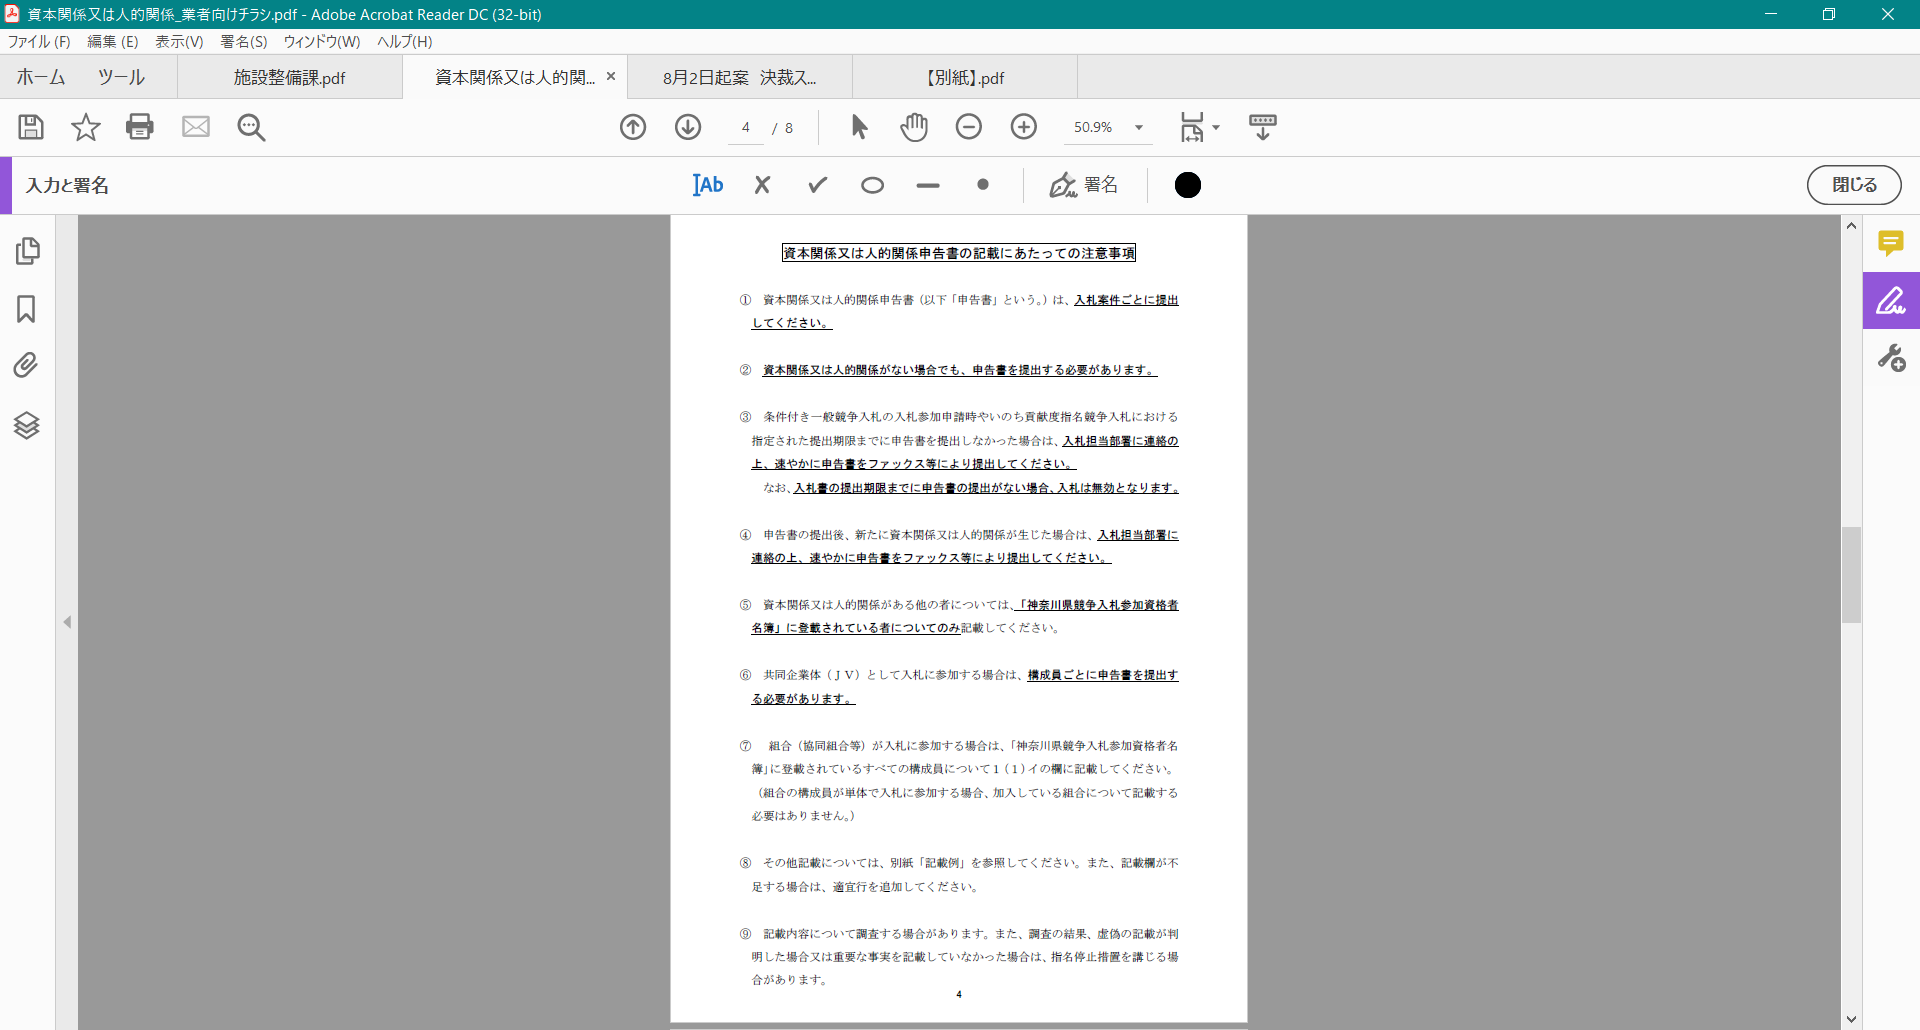 資本関係又は人的関係_業者向けチラシ.pdf - Adobe Acrobat Reader DC (32-bit)
ファイル (F) 編集 (E) 表示(V) 署名(S) ウィンドウ(W) ヘルプ(H)
ホーム ツール 施設整備課.pdf 資本関係又は人的関... × 8月2日起案 決裁ス... 【別紙】.pdf
4 / 8 50.9%
入力と署名 Ab 署名 閉じる
資本関係又は人的関係申告書の記載にあたっての注意事項
① 資本関係又は人的関係申告書（以下「申告書」という。）は、入札案件ごとに提出
してください。
② 資本関係又は人的関係がない場合でも、申告書を提出する必要があります。
③ 条件付き一般競争入札の入札参加申請時やいのち貢献度指名競争入札における
指定された提出期限までに申告書を提出しなかった場合は、入札担当部署に連絡の
上、速やかに申告書をファックス等により提出してください。
なお、入札書の提出期限までに申告書の提出がない場合、入札は無効となります。
④ 申告書の提出後、新たに資本関係又は人的関係が生じた場合は、入札担当部署に
連絡の上、速やかに申告書をファックス等により提出してください。
⑤ 資本関係又は人的関係がある他の者については、「神奈川県競争入札参加資格者
名簿」に登載されている者についてのみ記載してください。
⑥ 共同企業体（ＪＶ）として入札に参加する場合は、構成員ごとに申告書を提出す
る必要があります。
⑦ 組合（協同組合等）が入札に参加する場合は、「神奈川県競争入札参加資格者名
簿」に登載されているすべての構成員について１（１）イの欄に記載してください。
（組合の構成員が単体で入札に参加する場合、加入している組合について記載する
必要はありません。）
⑧ その他記載については、別紙「記載例」を参照してください。また、記載欄が不
足する場合は、適宜行を追加してください。
⑨ 記載内容について調査する場合があります。また、調査の結果、虚偽の記載が判
明した場合又は重要な事実を記載していなかった場合は、指名停止措置を講じる場
合があります。
4